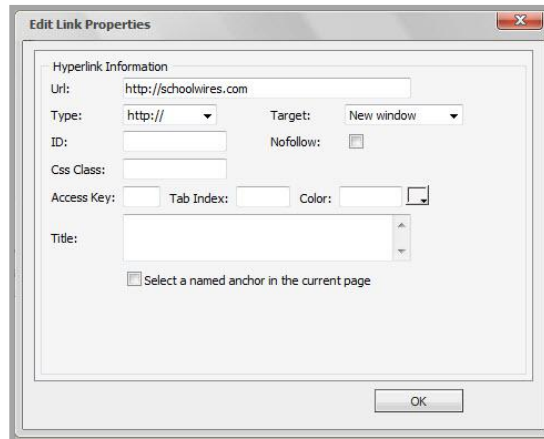 Edit Link Properties
Hyperlink Information
Url: http://schoolwires.com
Type: http:// Target: New window
ID: Nofollow:
Css Class:
Access Key: Tab Index: Color:
Title:
Select a named anchor in the current page
OK